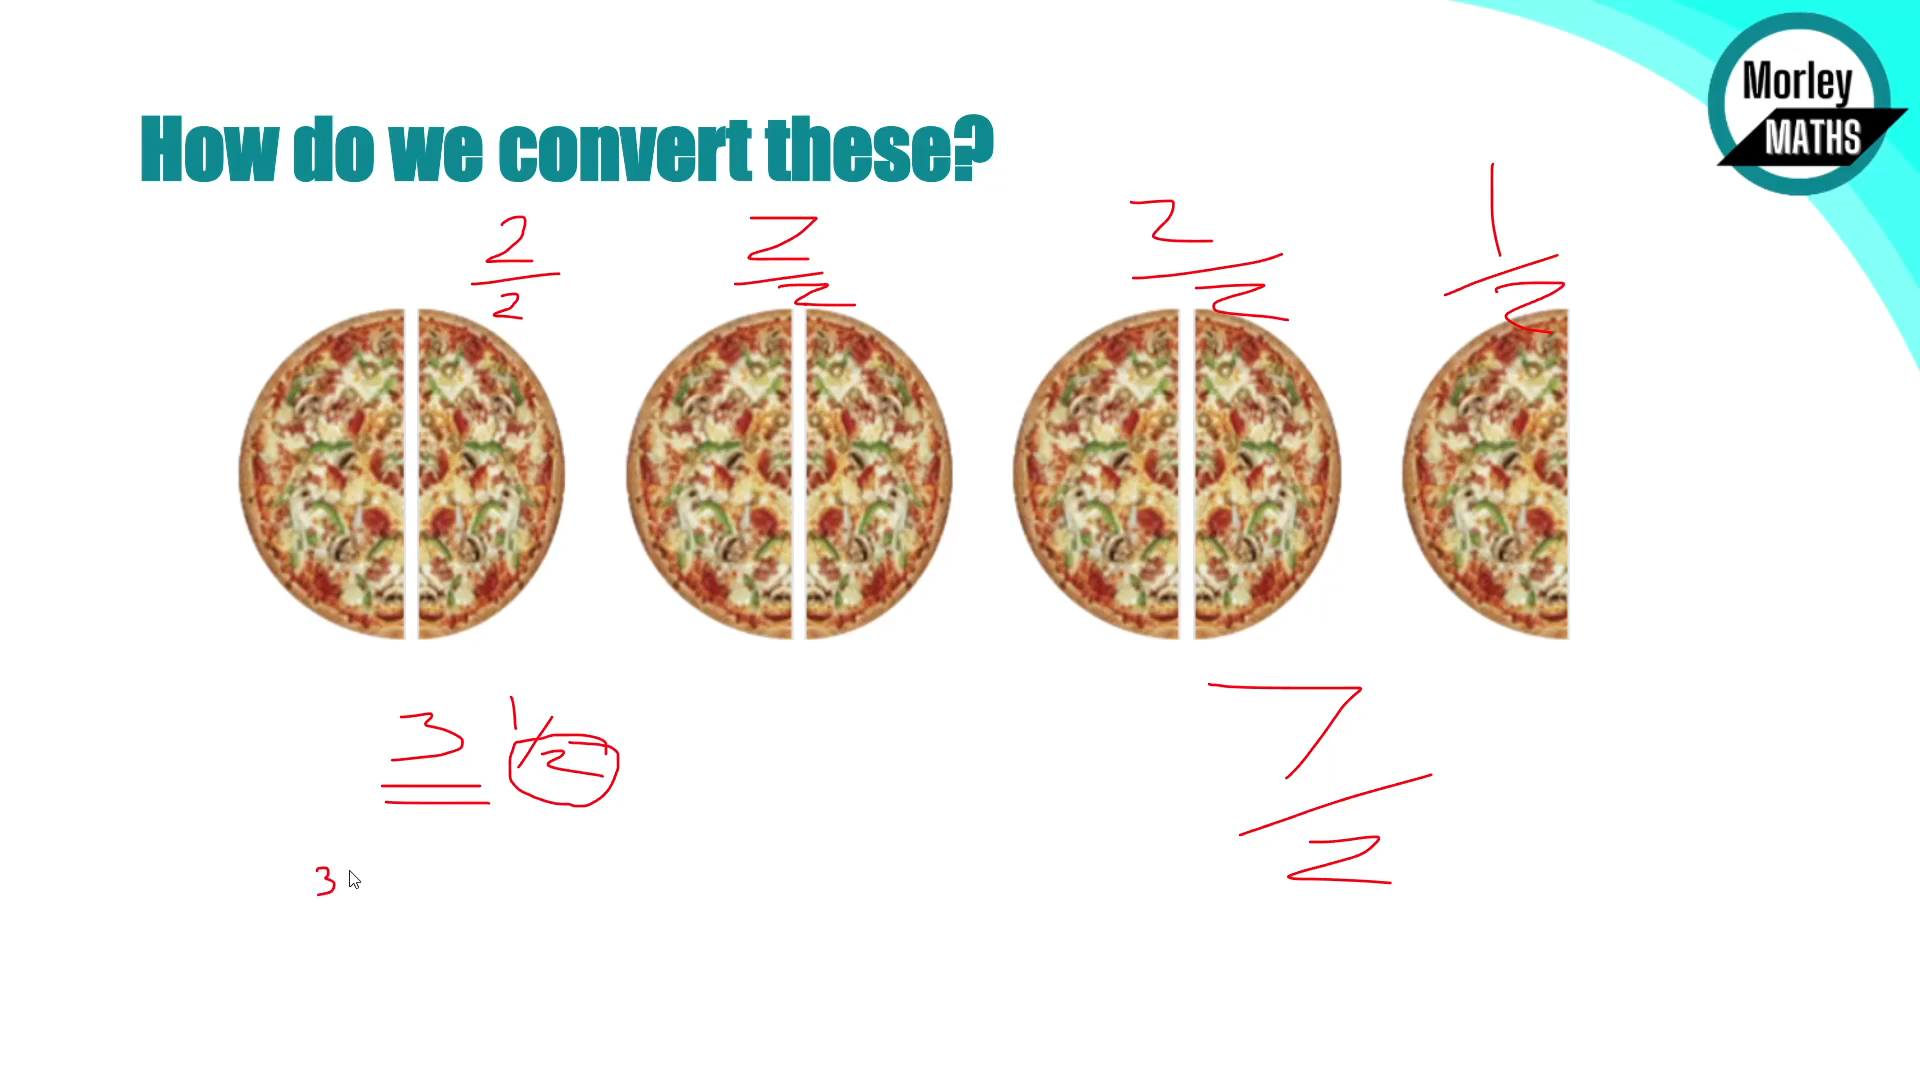 Morley
MATHS
How do we convert these?
2/2 2/2 2/2 1/2
3 1/2 7/2
3